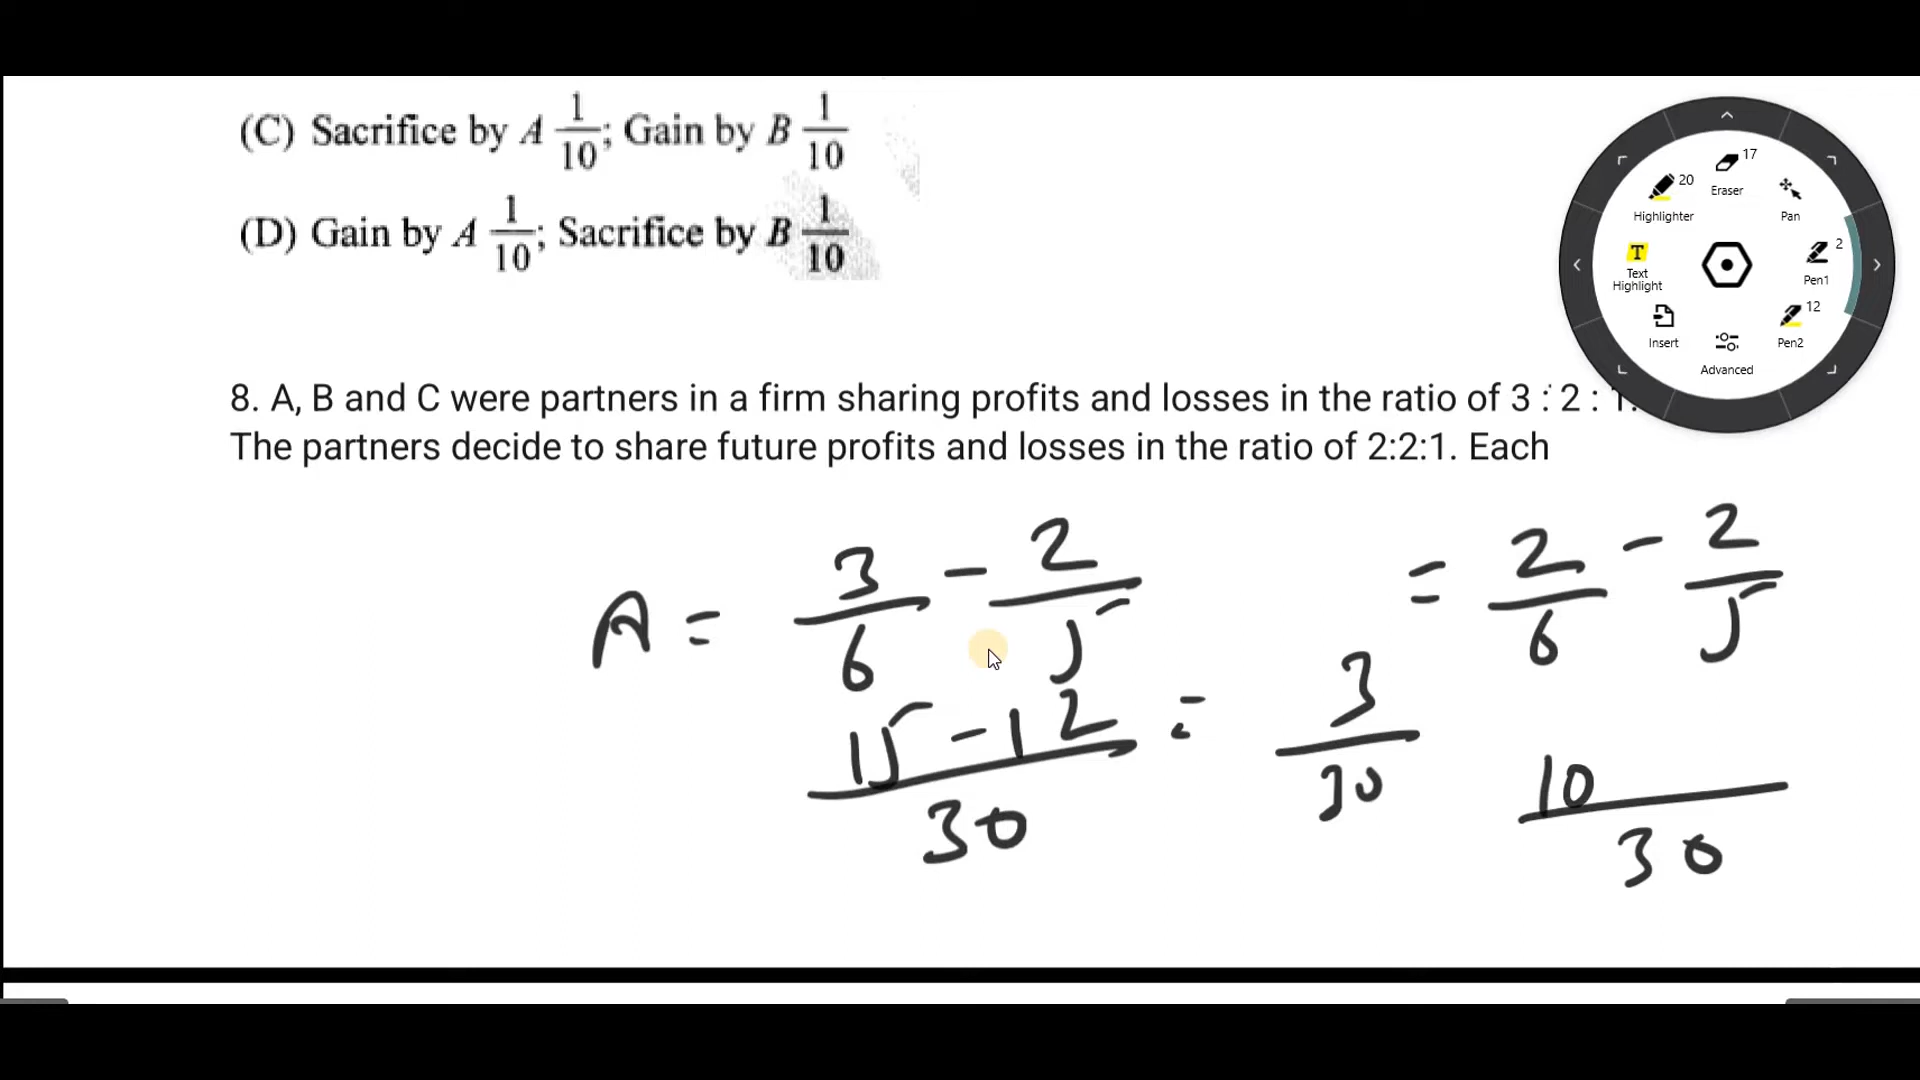 (C) Sacrifice by A 1/10; Gain by B 1/10
(D) Gain by A 1/10; Sacrifice by B 1/10
17
Eraser
20
Highlighter
Pan
T
Text
Highlight
2
Pen1
Insert
12
Pen2
Advanced
8. A, B and C were partners in a firm sharing profits and losses in the ratio of 3 : 2 : 1.
The partners decide to share future profits and losses in the ratio of 2:2:1. Each
A = 3/6 - 2/5
= 2/6 - 2/5
15 - 12/30 = 3/30
10/30